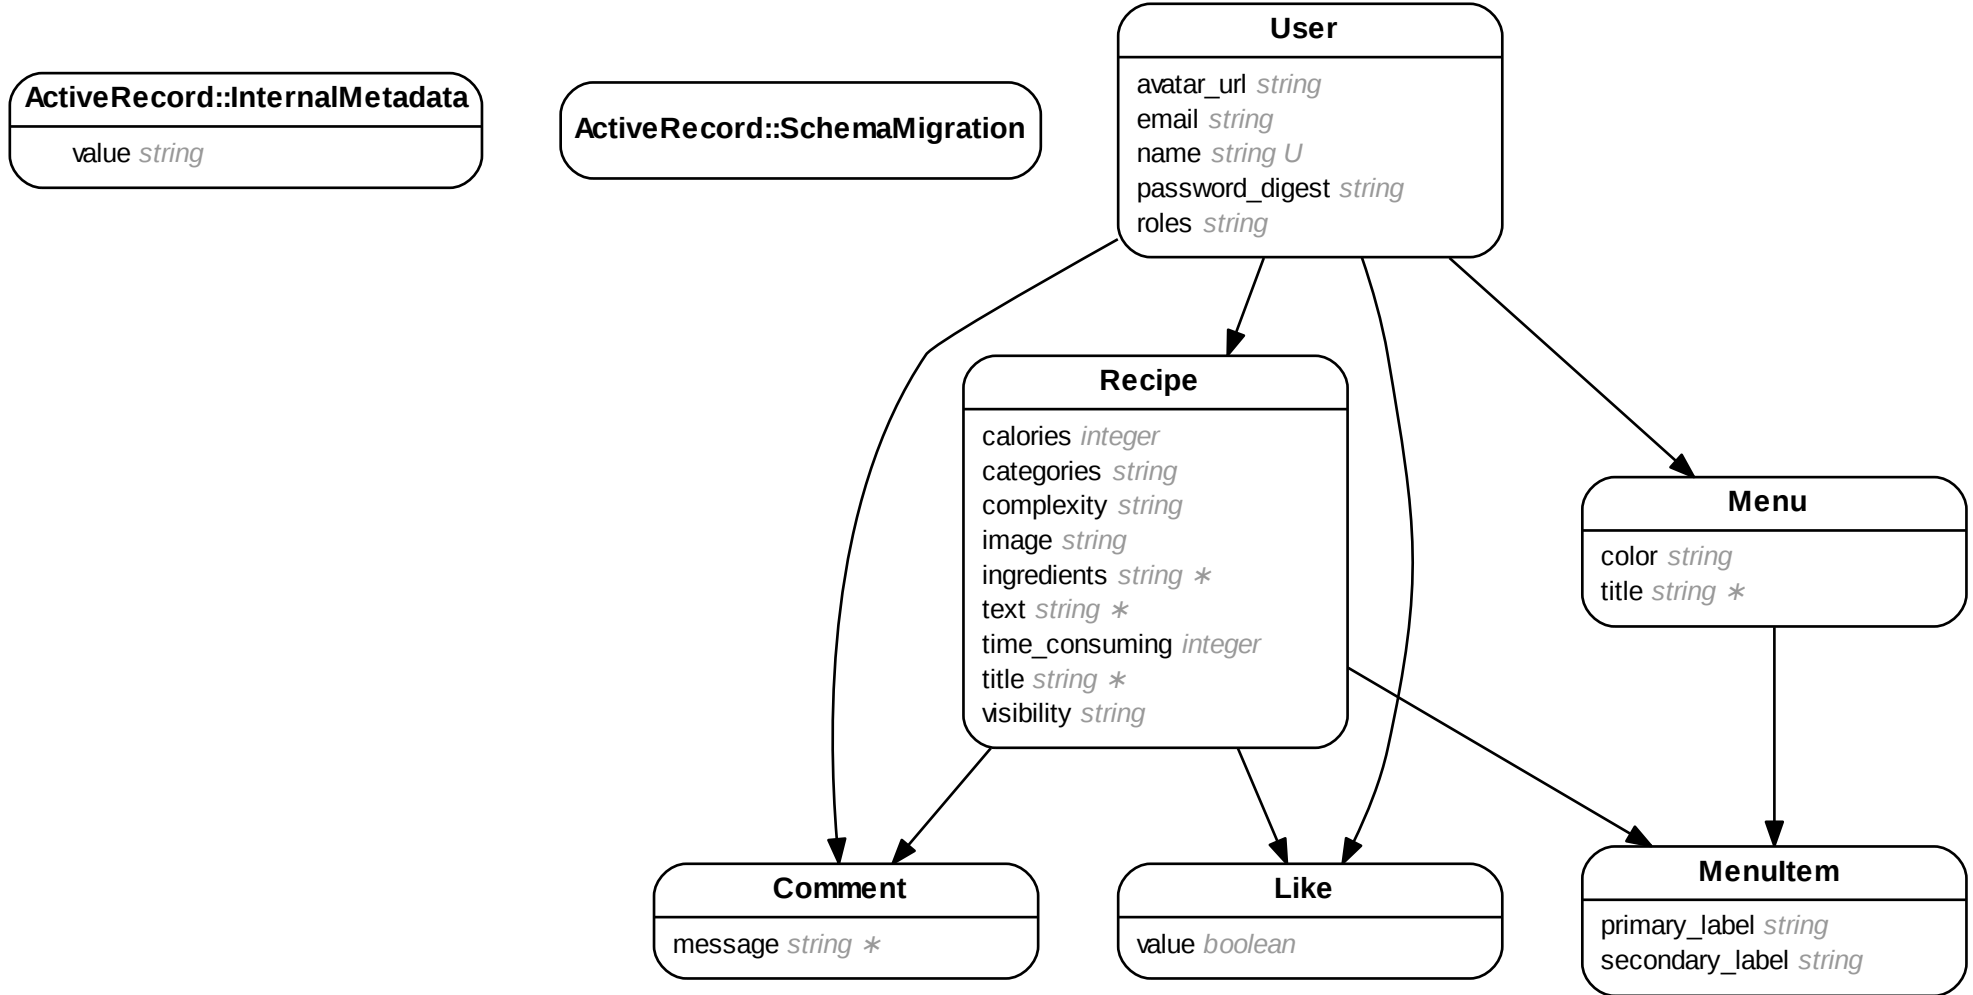 ActiveRecord::InternalMetadata
value string
ActiveRecord::SchemaMigration
User
avatar_url string
email string
name string U
password_digest string
roles string
Recipe
calories integer
categories string
complexity string
image string
ingredients string ∗
text string ∗
time_consuming integer
title string ∗
visibility string
Menu
color string
title string ∗
Comment
message string ∗
Like
value boolean
MenuItem
primary_label string
secondary_label string